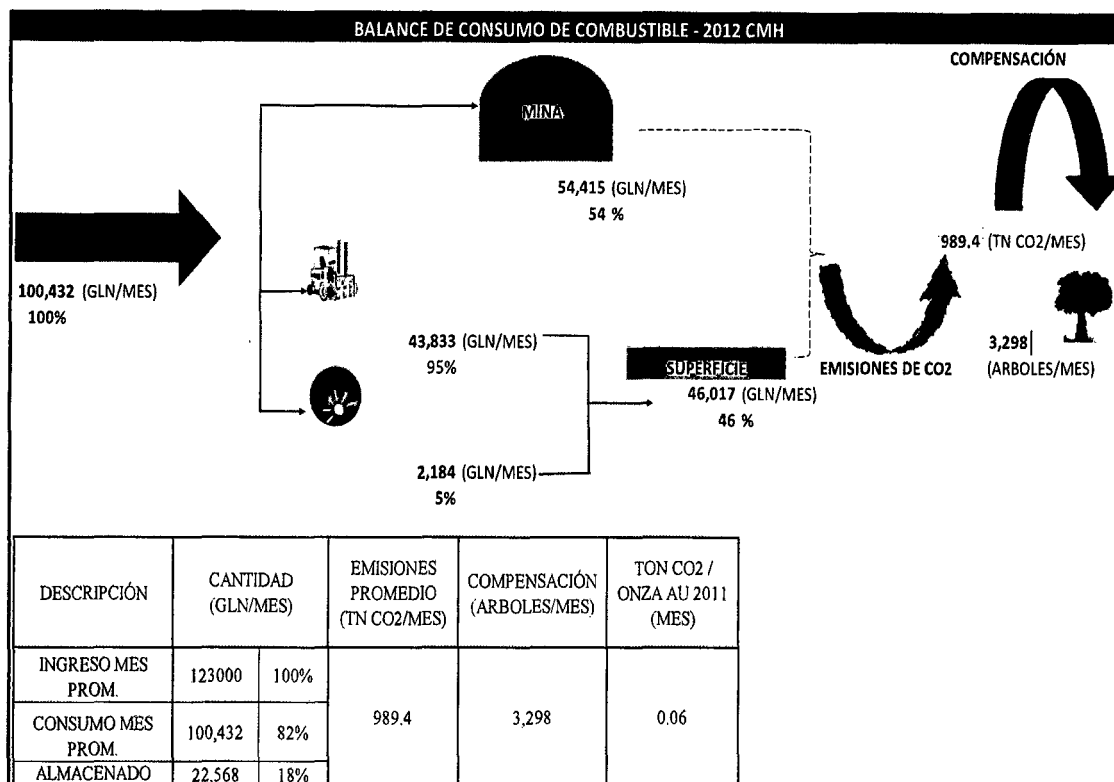 BALANCE DE CONSUMO DE COMBUSTIBLE - 2012 CMH
COMPENSACIÓN
MINA
54,415 (GLN/MES)
54 %
989.4 (TN CO2/MES)
100,432 (GLN/MES)
100%
43,833 (GLN/MES)
95%
SUPERFICIE
46,017 (GLN/MES)
46 %
EMISIONES DE CO2
3,298
(ARBOLES/MES)
2,184 (GLN/MES)
5%
DESCRIPCIÓN
CANTIDAD
(GLN/MES)
EMISIONES
PROMEDIO
(TN CO2/MES)
COMPENSACIÓN
(ARBOLES/MES)
TON CO2 /
ONZA AU 2011
(MES)
INGRESO MES
PROM.
123000
100%
CONSUMO MES
PROM.
100,432
82%
989.4
3,298
0.06
ALMACENADO
22,568
18%